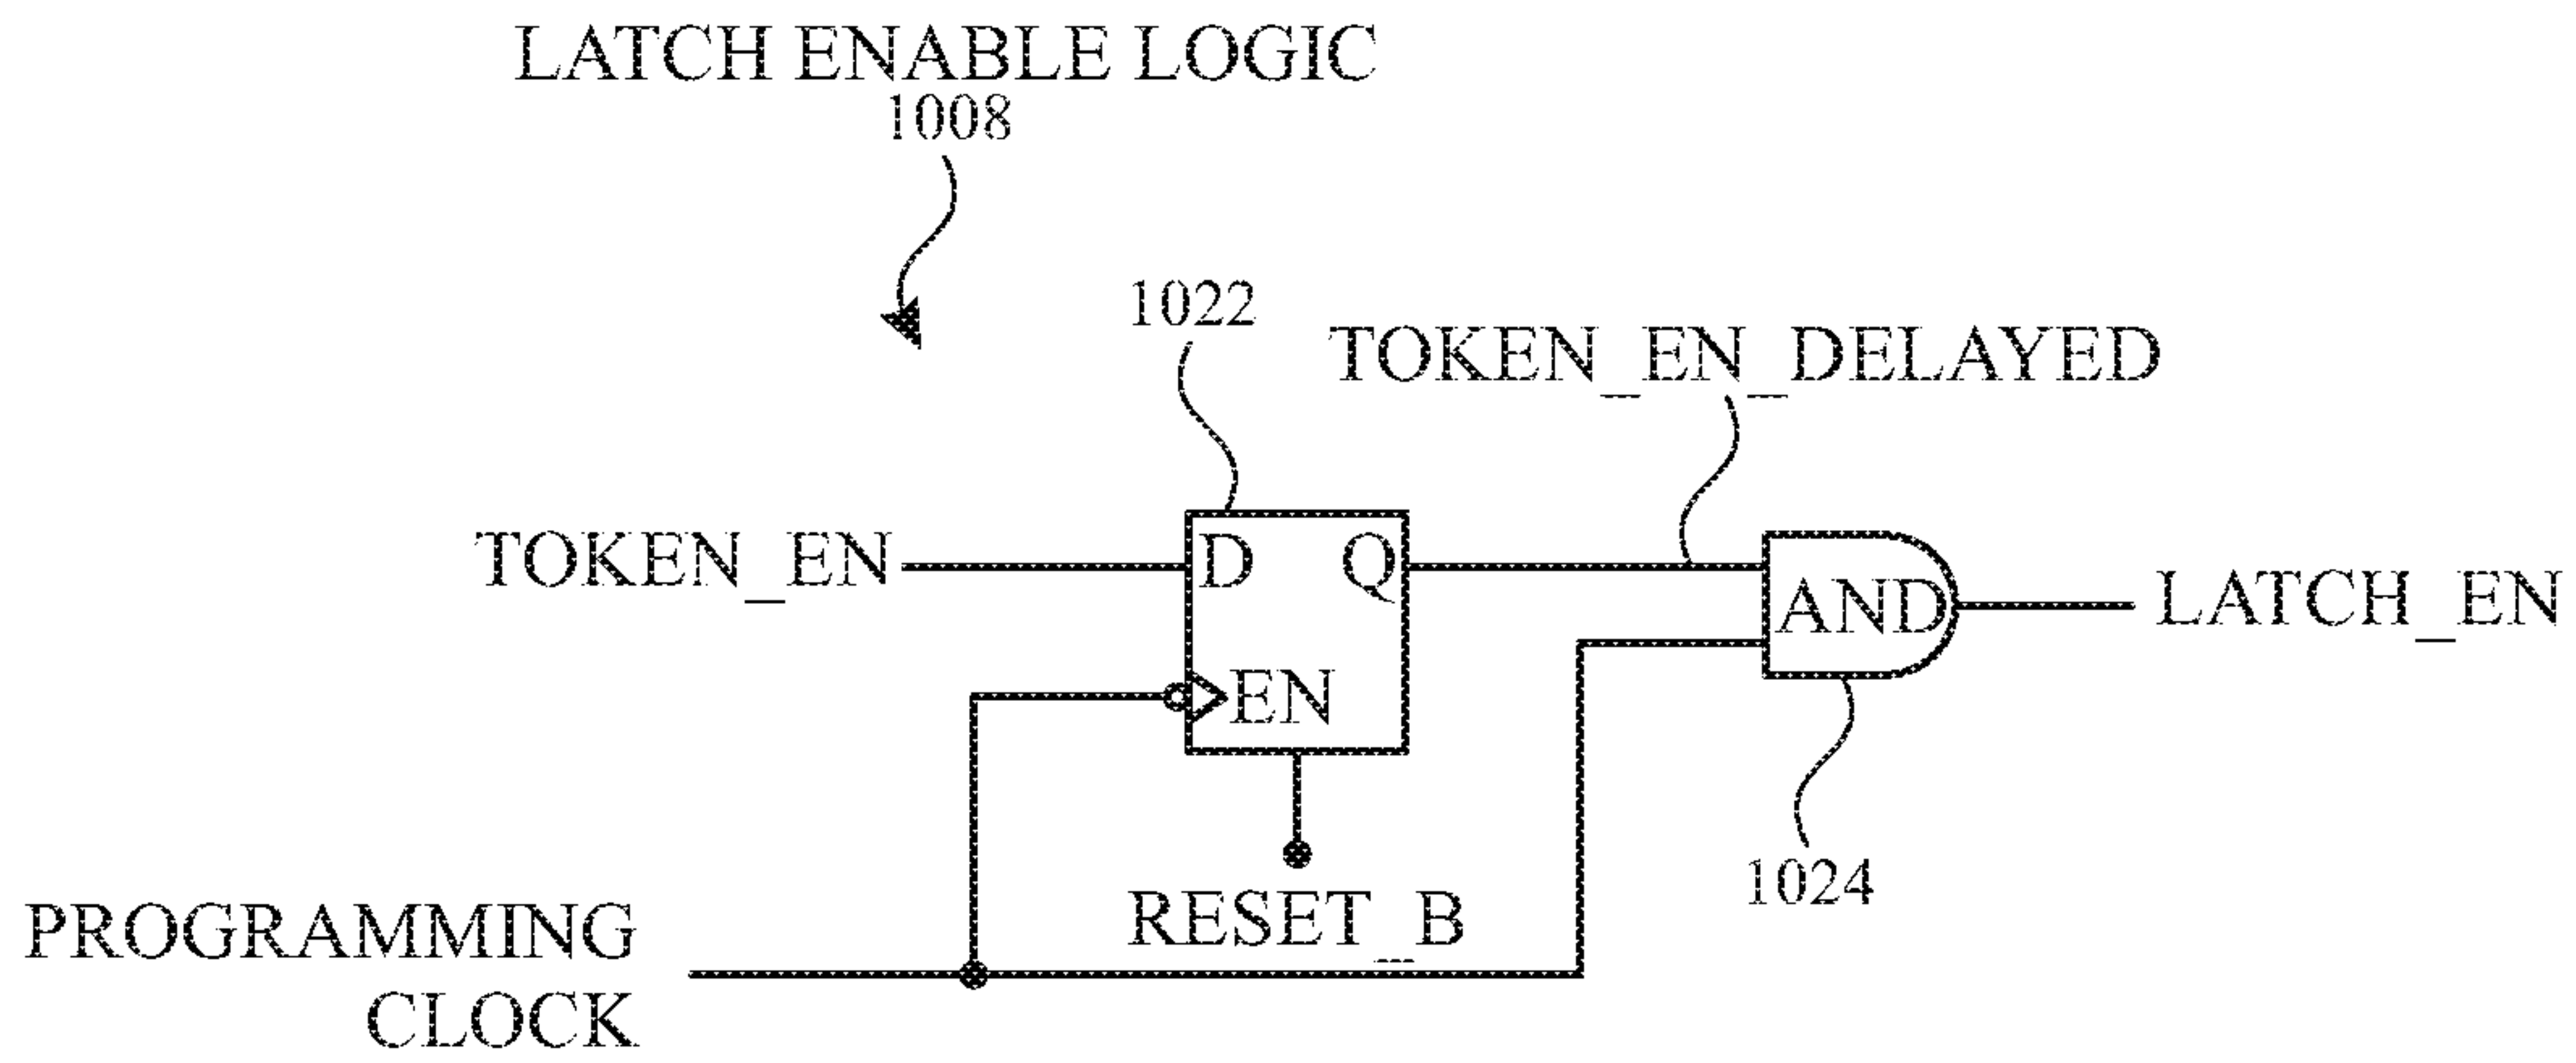 LATCH ENABLE LOGIC
1008
1022
TOKEN_EN_DELAYED
TOKEN_EN
D
Q
AND
LATCH_EN
EN
1024
RESET_B
PROGRAMMING
CLOCK